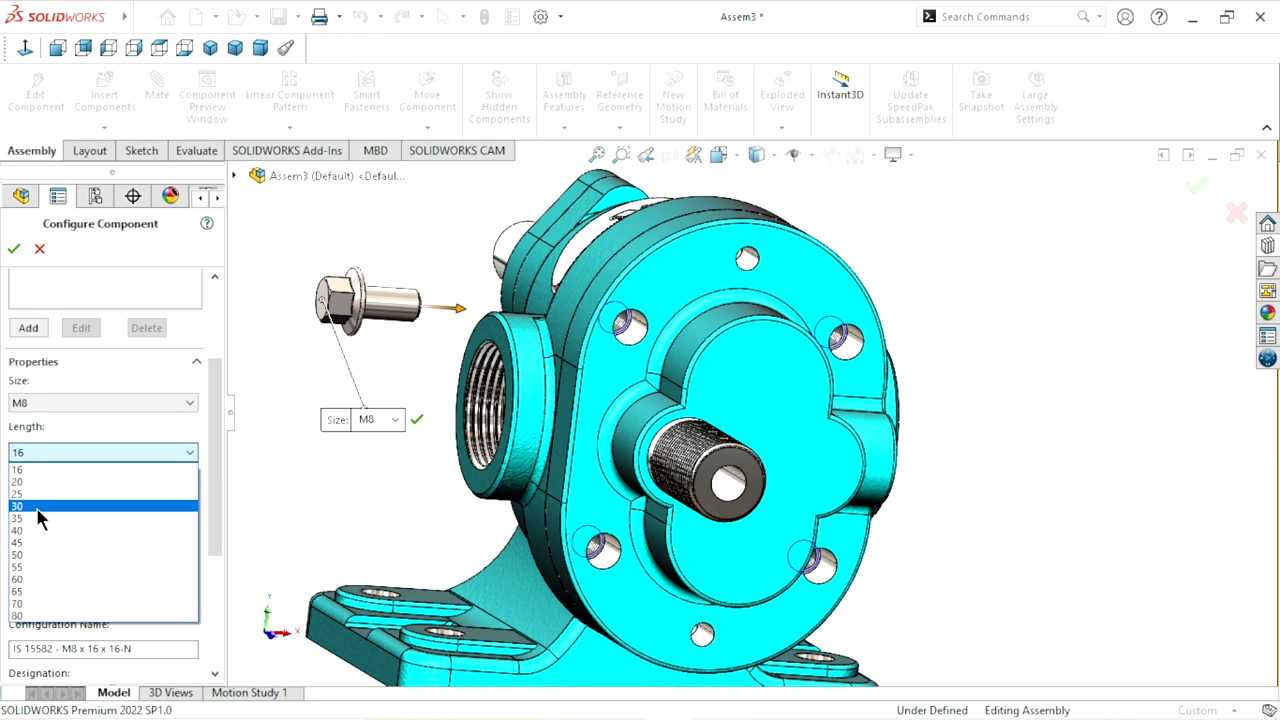 SOLIDWORKS
Assem3 *
Search Commands
Edit Component
Insert Components
Mate
Component Preview Window
Linear Component Pattern
Smart Fasteners
Move Component
Show Hidden Components
Assembly Features
Reference Geometry
New Motion Study
Bill of Materials
Exploded View
Instant3D
Update SpeedPak Subassemblies
Take Snapshot
Large Assembly Settings
Assembly
Layout
Sketch
Evaluate
SOLIDWORKS Add-Ins
MBD
SOLIDWORKS CAM
Assem3 (Default) <Defaul...
Configure Component
Add
Edit
Delete
Properties
Size:
M8
Length:
16
16
20
25
30
35
40
45
50
55
60
65
70
80
Configuration Name:
IS 15582 - M8 x 16 x 16-N
Designation:
Size: M8
Y
X
Model
3D Views
Motion Study 1
SOLIDWORKS Premium 2022 SP1.0
Under Defined
Editing Assembly
Custom